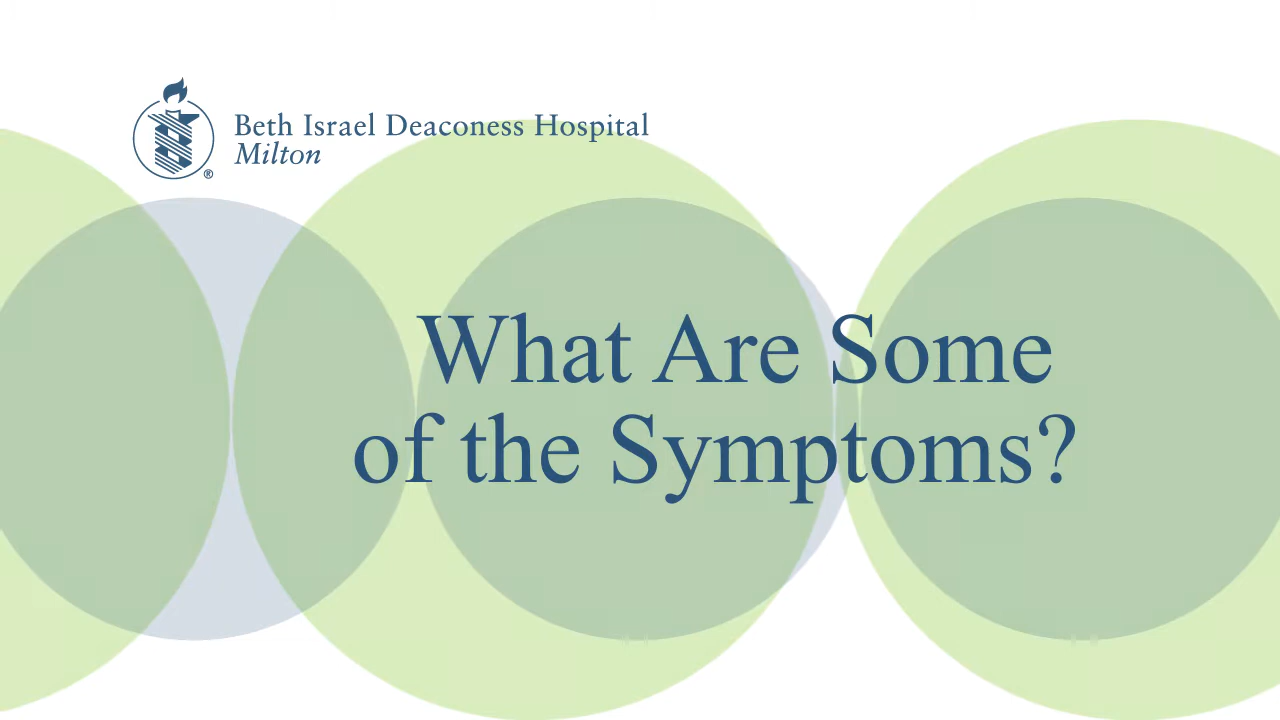 Beth Israel Deaconess Hospital
Milton
®
What Are Some
of the Symptoms?